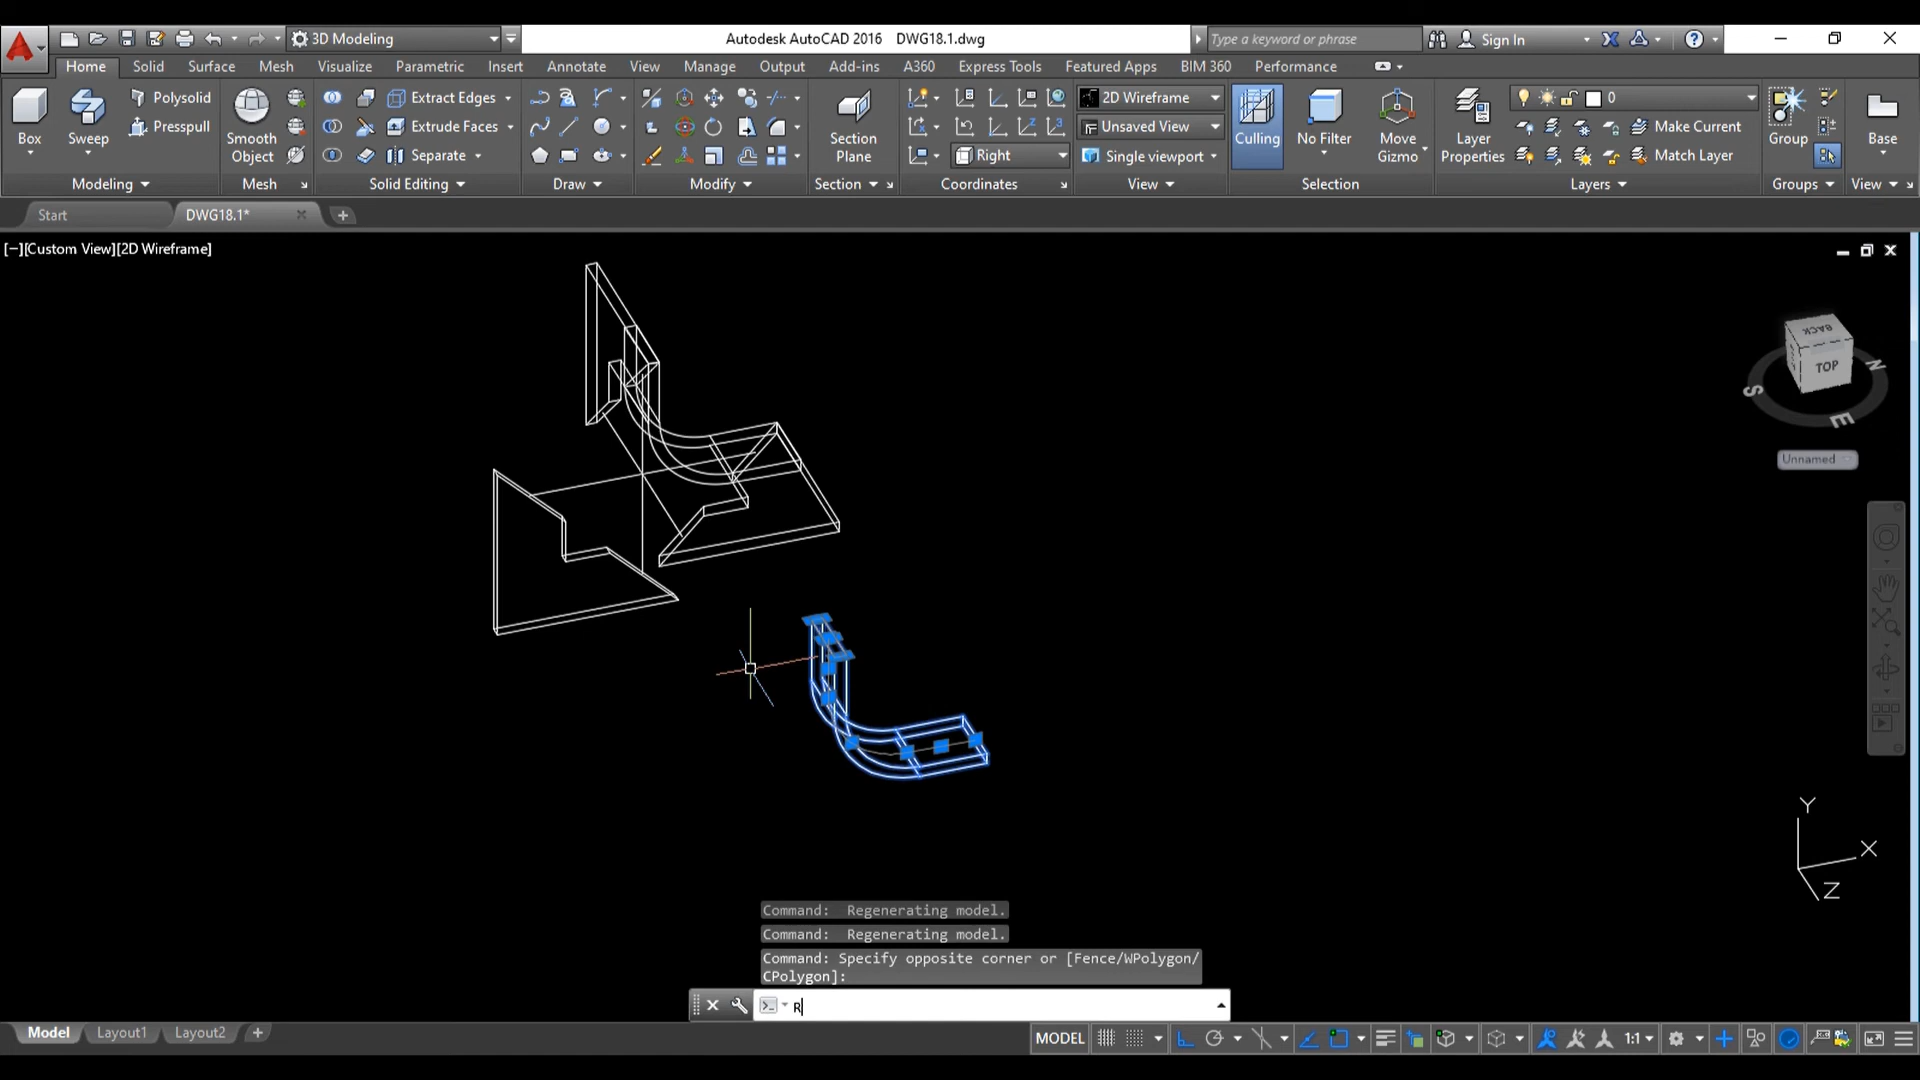 3D Modeling
Autodesk AutoCAD 2016 DWG18.1.dwg
Type a keyword or phrase
Sign In
Home Solid Surface Mesh Visualize Parametric Insert Annotate View Manage Output Add-ins A360 Express Tools Featured Apps BIM 360 Performance
Box
Sweep
Polysolid
Presspull
Modeling
Smooth
Object
Mesh
Extract Edges
Extrude Faces
Separate
Solid Editing
Draw
Modify
Section
Plane
Section
Right
Coordinates
2D Wireframe
Unsaved View
Single viewport
View
Culling
No Filter
Move
Gizmo
Selection
Layer
Properties
0
Make Current
Match Layer
Layers
Group
Groups
Base
View
Start
DWG18.1*
[−][Custom View][2D Wireframe]
BACK
TOP
S
N
E
Unnamed
Y
X
Z
Command: Regenerating model.
Command: Regenerating model.
Command: Specify opposite corner or [Fence/WPolygon/
CPolygon]:
R
Model Layout1 Layout2
MODEL
1:1